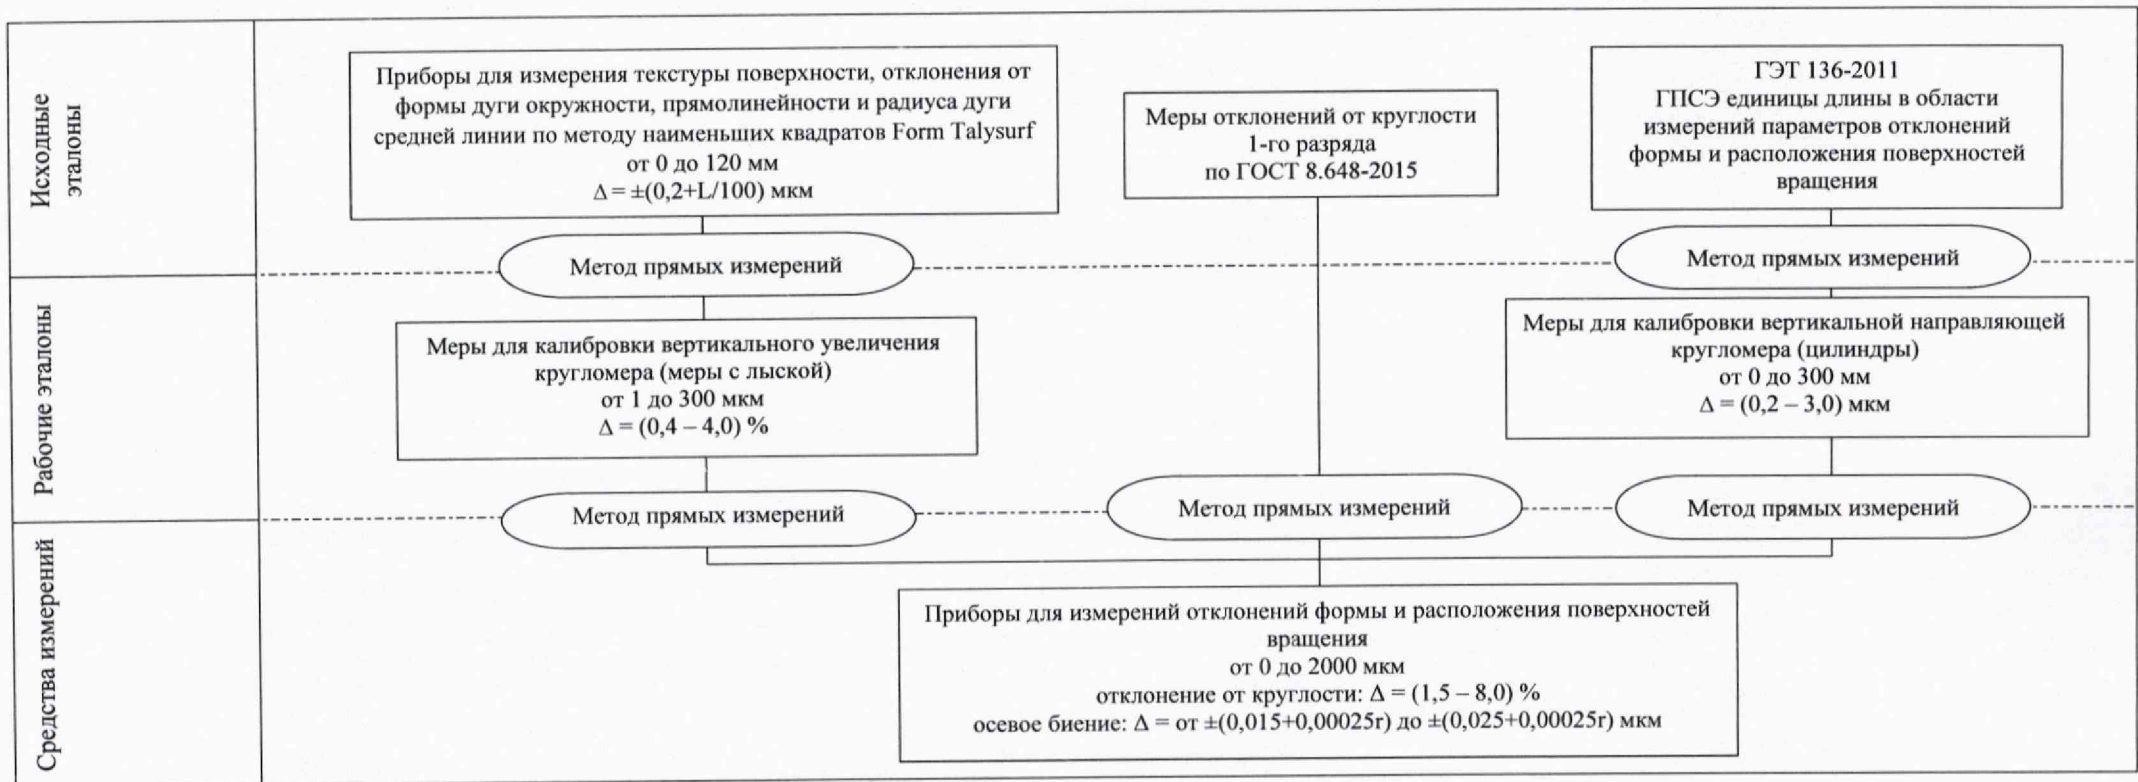 Исходные
эталоны
Приборы для измерения текстуры поверхности, отклонения от
формы дуги окружности, прямолинейности и радиуса дуги
средней линии по методу наименьших квадратов Form Talysurf
от 0 до 120 мм
Δ = ±(0,2+L/100) мкм
Меры отклонений от круглости
1-го разряда
по ГОСТ 8.648-2015
ГЭТ 136-2011
ГПСЭ единицы длины в области
измерений параметров отклонений
формы и расположения поверхностей
вращения
Метод прямых измерений
Метод прямых измерений
Рабочие эталоны
Меры для калибровки вертикального увеличения
кругломера (меры с лыской)
от 1 до 300 мкм
Δ = (0,4 – 4,0) %
Меры для калибровки вертикальной направляющей
кругломера (цилиндры)
от 0 до 300 мм
Δ = (0,2 – 3,0) мкм
Метод прямых измерений
Метод прямых измерений
Метод прямых измерений
Средства измерений
Приборы для измерений отклонений формы и расположения поверхностей
вращения
от 0 до 2000 мкм
отклонение от круглости: Δ = (1,5 – 8,0) %
осевое биение: Δ = от ±(0,015+0,00025r) до ±(0,025+0,00025r) мкм